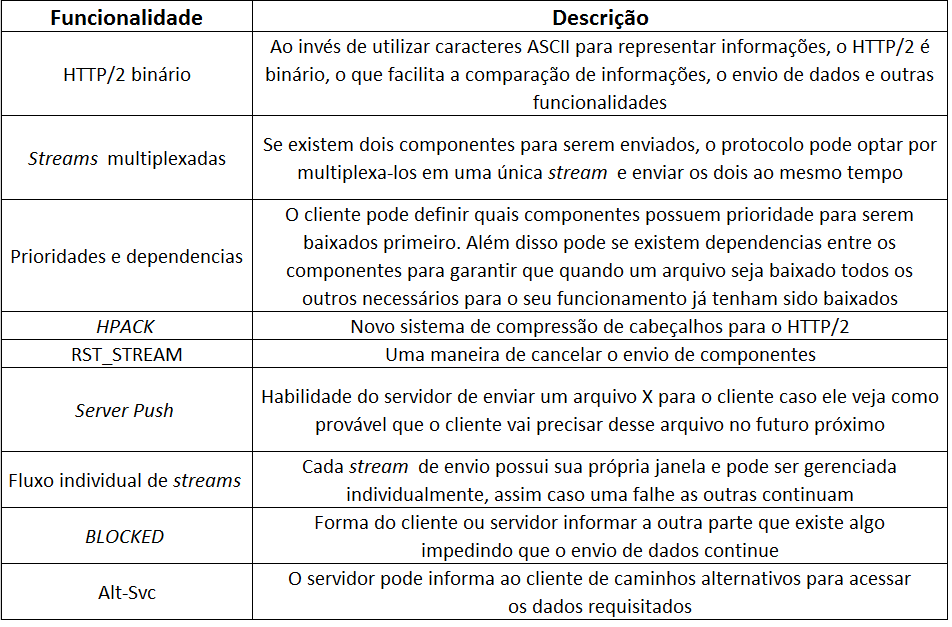 Funcionalidade
Descrição
HTTP/2 binário
Ao invés de utilizar caracteres ASCII para representar informações, o HTTP/2 é
binário, o que facilita a comparação de informações, o envio de dados e outras
funcionalidades
Streams multiplexadas
Se existem dois componentes para serem enviados, o protocolo pode optar por
multiplexa-los em uma única stream e enviar os dois ao mesmo tempo
Prioridades e dependencias
O cliente pode definir quais componentes possuem prioridade para serem
baixados primeiro. Além disso pode se existem dependencias entre os
componentes para garantir que quando um arquivo seja baixado todos os
outros necessários para o seu funcionamento já tenham sido baixados
HPACK
Novo sistema de compressão de cabeçalhos para o HTTP/2
RST_STREAM
Uma maneira de cancelar o envio de componentes
Server Push
Habilidade do servidor de enviar um arquivo X para o cliente caso ele veja como
provável que o cliente vai precisar desse arquivo no futuro próximo
Fluxo individual de streams
Cada stream de envio possui sua própria janela e pode ser gerenciada
individualmente, assim caso uma falhe as outras continuam
BLOCKED
Forma do cliente ou servidor informar a outra parte que existe algo
impedindo que o envio de dados continue
Alt-Svc
O servidor pode informa ao cliente de caminhos alternativos para acessar
os dados requisitados